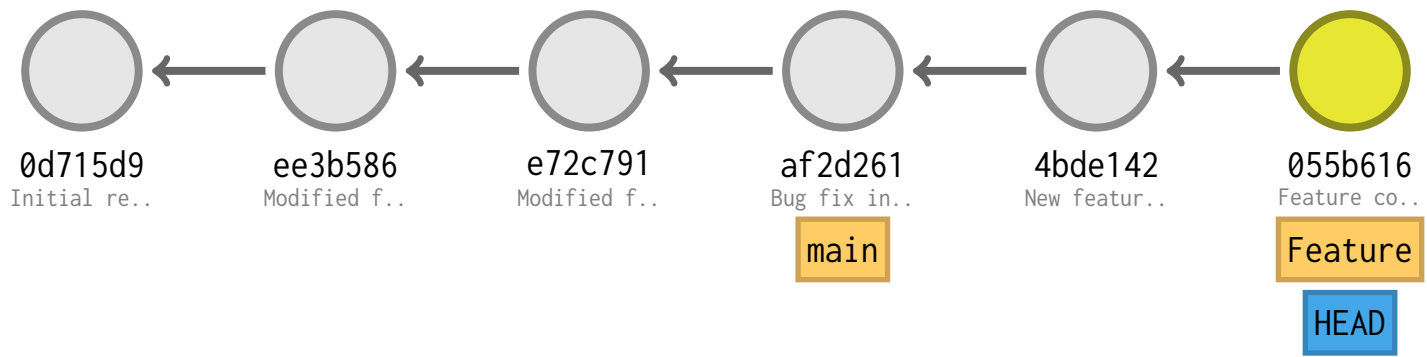 0d715d9 ee3b586 e72c791 af2d261 4bde142 055b616
Initial re.. Modified f.. Modified f.. Bug fix in.. New featur.. Feature co..
main Feature
HEAD